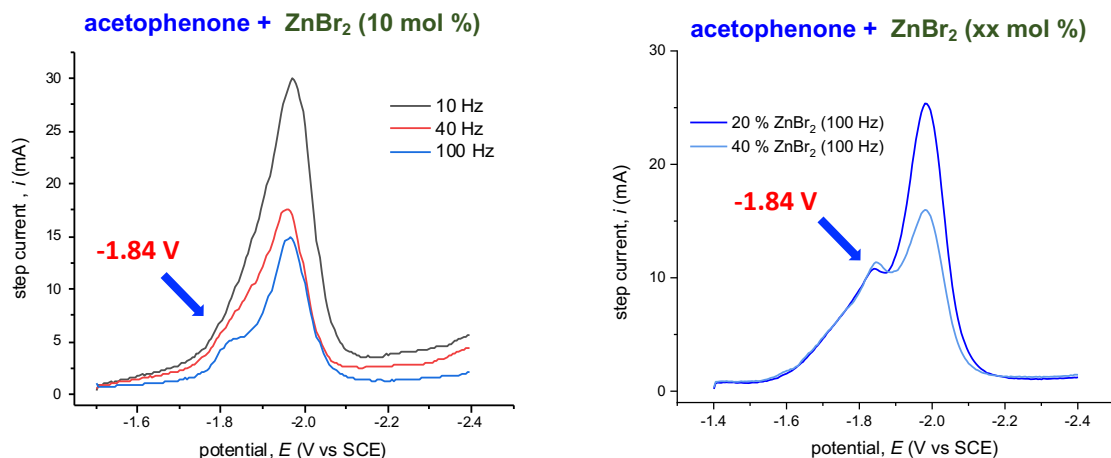 acetophenone + ZnBr₂ (10 mol %)
30
25
20
15
10
5
0
step current , i (mA)
10 Hz
40 Hz
100 Hz
-1.84 V
-1.6
-1.8
-2.0
-2.2
-2.4
potential, E (V vs SCE)
acetophenone + ZnBr₂ (xx mol %)
30
20
10
0
step current, i (mA)
20 % ZnBr₂ (100 Hz)
40 % ZnBr₂ (100 Hz)
-1.84 V
-1.4
-1.6
-1.8
-2.0
-2.2
-2.4
potential, E (V vs SCE)